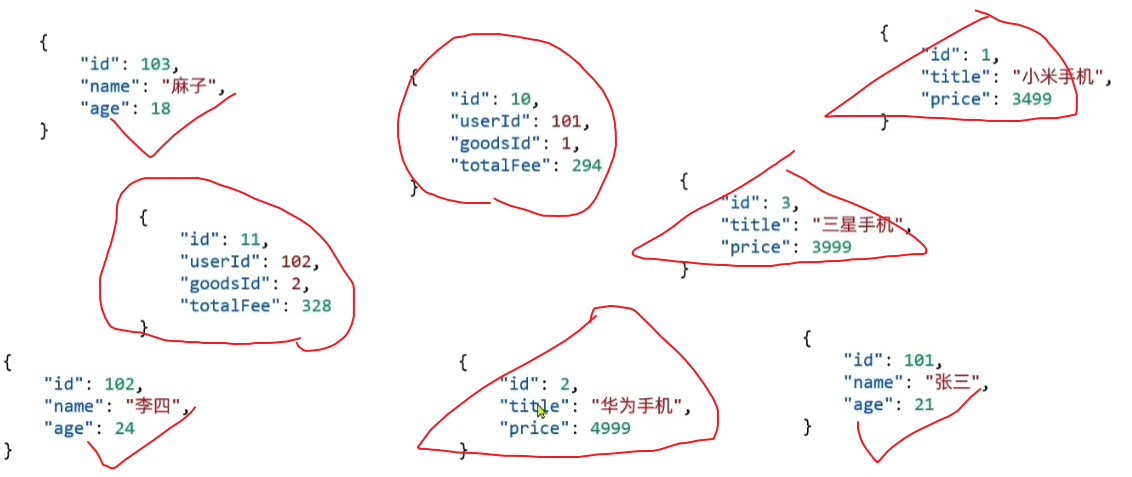 {
"id": 103,
"name": "麻子",
"age": 18
}
{
"id": 10,
"userId": 101,
"goodsId": 1,
"totalFee": 294
}
{
"id": 1,
"title": "小米手机",
"price": 3499
}
{
"id": 11,
"userId": 102,
"goodsId": 2,
"totalFee": 328
}
{
"id": 3,
"title": "三星手机",
"price": 3999
}
{
"id": 102,
"name": "李四",
"age": 24
}
{
"id": 2,
"title": "华为手机",
"price": 4999
}
{
"id": 101,
"name": "张三",
"age": 21
}